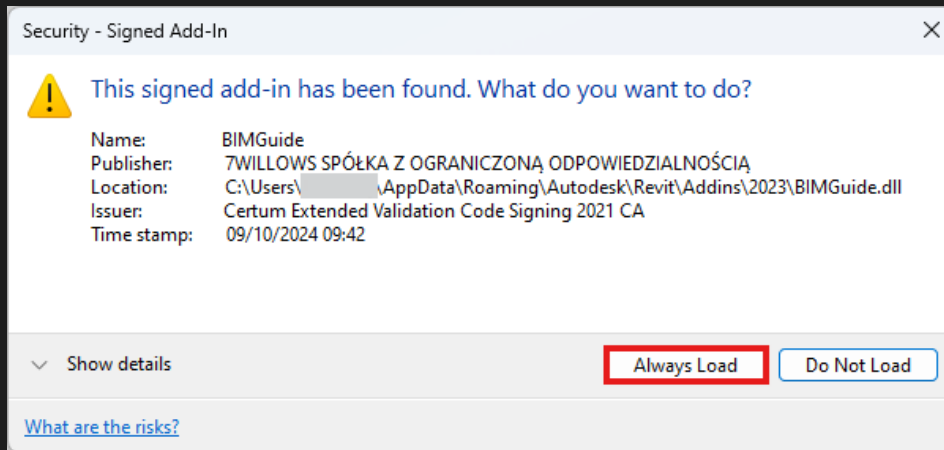 Security - Signed Add-In
This signed add-in has been found. What do you want to do?
Name: BIMGuide
Publisher: 7WILLOWS SPÓŁKA Z OGRANICZONĄ ODPOWIEDZIALNOŚCIĄ
Location: C:\Users\ \AppData\Roaming\Autodesk\Revit\Addins\2023\BIMGuide.dll
Issuer: Certum Extended Validation Code Signing 2021 CA
Time stamp: 09/10/2024 09:42
Show details
Always Load
Do Not Load
What are the risks?